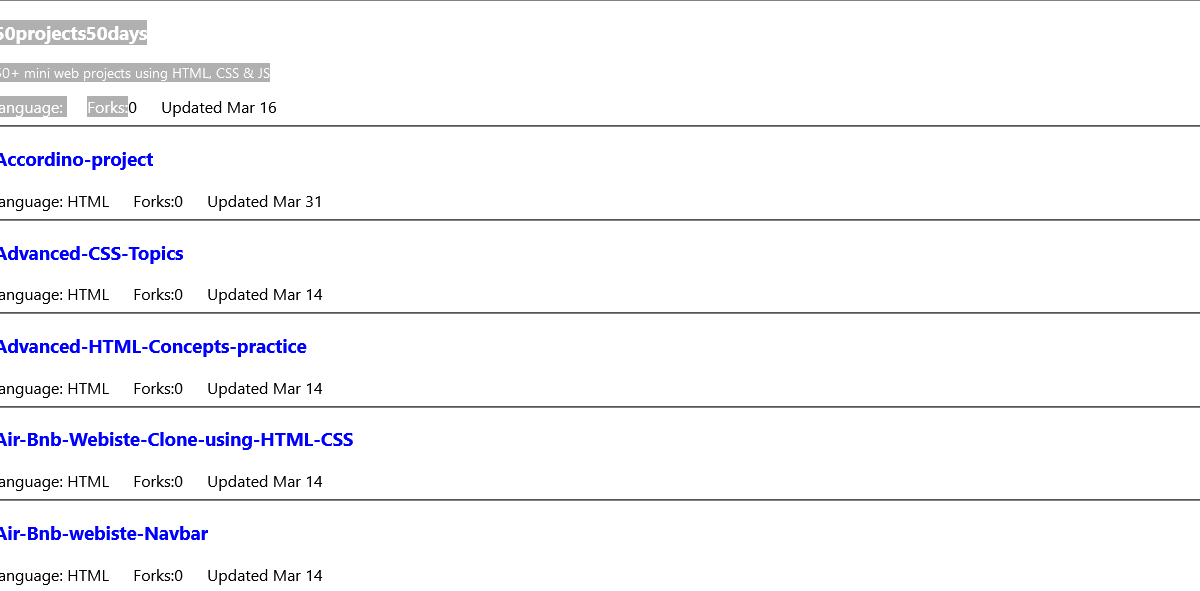 50projects50days
50+ mini web projects using HTML, CSS & JS
anguage: Forks:0 Updated Mar 16
Accordino-project
anguage: HTML Forks:0 Updated Mar 31
Advanced-CSS-Topics
anguage: HTML Forks:0 Updated Mar 14
Advanced-HTML-Concepts-practice
anguage: HTML Forks:0 Updated Mar 14
Air-Bnb-Webiste-Clone-using-HTML-CSS
anguage: HTML Forks:0 Updated Mar 14
Air-Bnb-webiste-Navbar
anguage: HTML Forks:0 Updated Mar 14